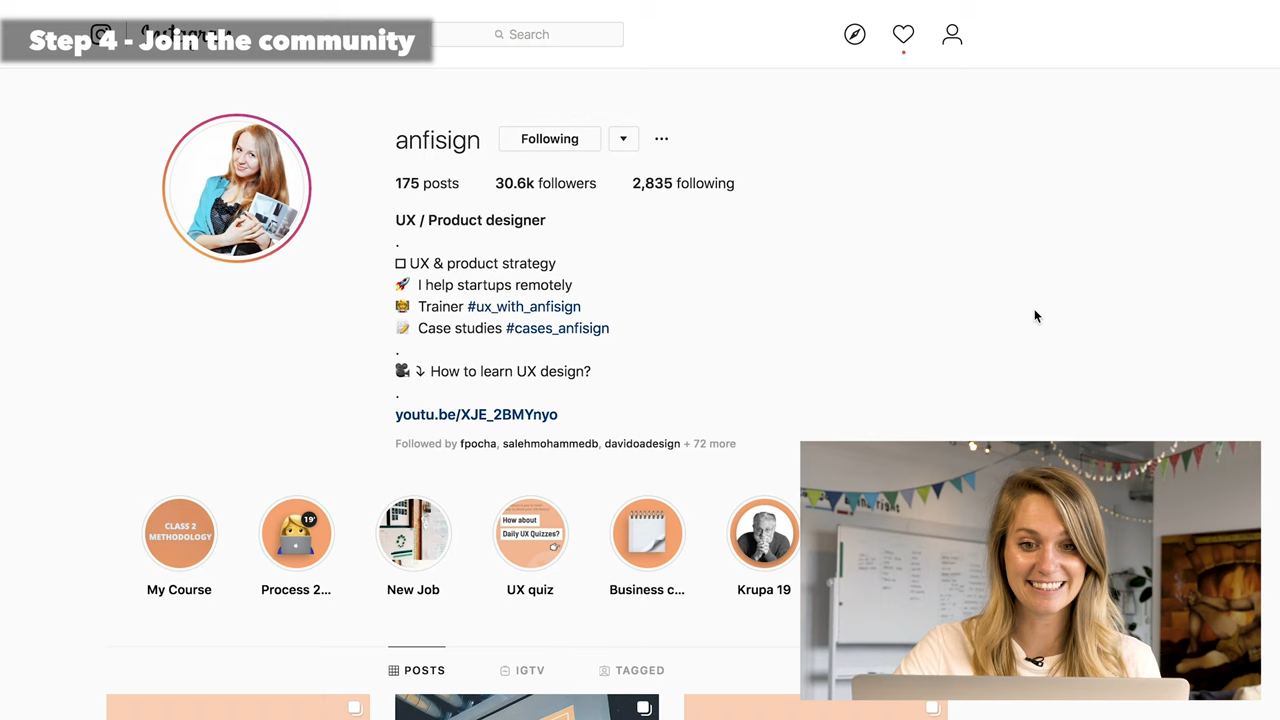 Step 4 - Join the community
Search
anfisign
Following
175 posts
30.6k followers
2,835 following
UX / Product designer
.
UX & product strategy
🚀 I help startups remotely
Trainer #ux_with_anfisign
📝 Case studies #cases_anfisign
.
🎥 ⤵ How to learn UX design?
.
youtu.be/XJE_2BMYnyo
Followed by fpocha, salehmohammedb, davidoadesign + 72 more
CLASS 2
METHODOLOGY
19'
How about
Daily UX Quizzes?
My Course
Process 2...
New Job
UX quiz
Business c...
Krupa 19
POSTS
IGTV
TAGGED